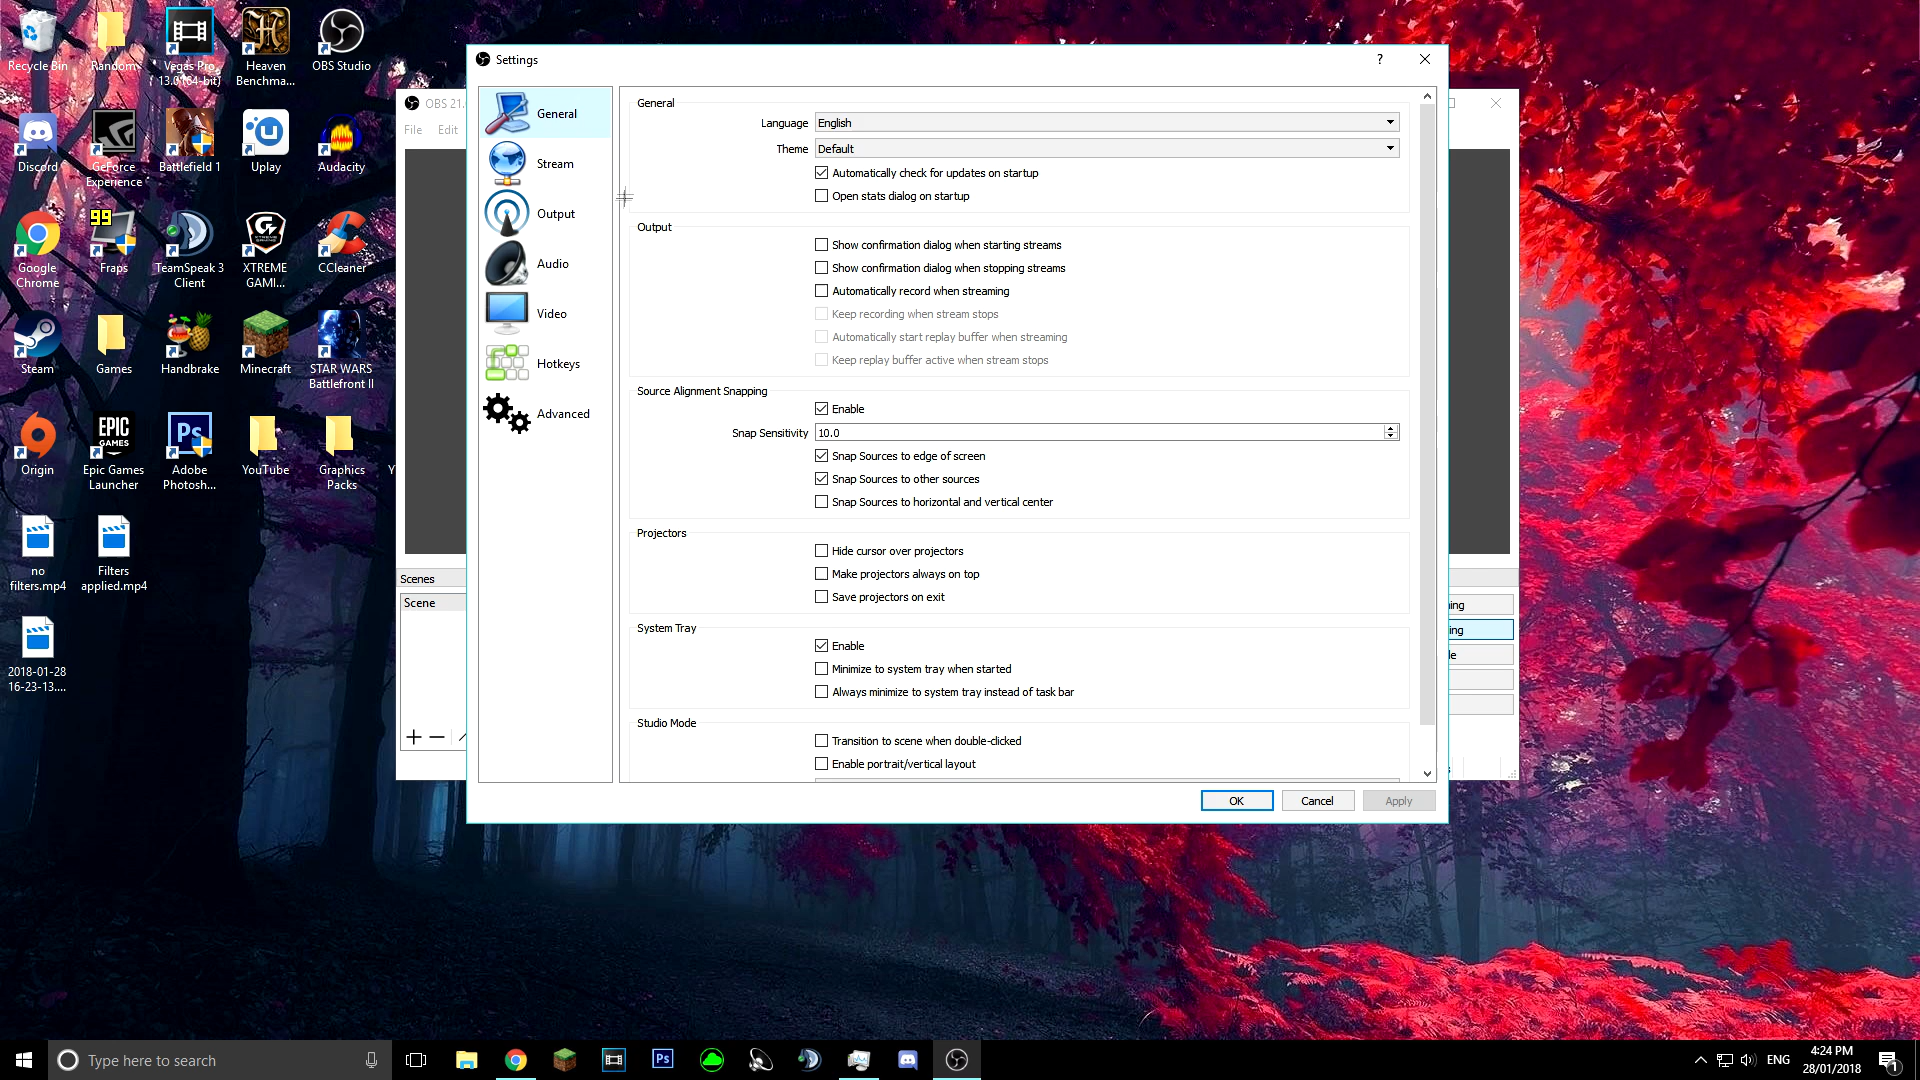 Recycle Bin
Random
Vegas Pro
13.0 (64-bit)
Heaven
Benchma...
OBS Studio
Discord
GeForce
Experience
Battlefield 1
Uplay
Audacity
99
Google
Chrome
Fraps
TeamSpeak 3
Client
XTREME
GAMI...
CCleaner
Steam
Games
Handbrake
Minecraft
STAR WARS
Battlefront II
EPIC
GAMES
Ps
Origin
Epic Games
Launcher
Adobe
Photosh...
YouTube
Graphics
Packs
Y
no
filters.mp4
Filters
applied.mp4
2018-01-28
16-23-13....
OBS 21.
File Edit
Scenes
Scene
Settings
?
General
Stream
Output
Audio
Video
Hotkeys
Advanced
General
Language English
Theme Default
Automatically check for updates on startup
Open stats dialog on startup
Output
Show confirmation dialog when starting streams
Show confirmation dialog when stopping streams
Automatically record when streaming
Keep recording when stream stops
Automatically start replay buffer when streaming
Keep replay buffer active when stream stops
Source Alignment Snapping
Enable
Snap Sensitivity 10.0
Snap Sources to edge of screen
Snap Sources to other sources
Snap Sources to horizontal and vertical center
Projectors
Hide cursor over projectors
Make projectors always on top
Save projectors on exit
System Tray
Enable
Minimize to system tray when started
Always minimize to system tray instead of task bar
Studio Mode
Transition to scene when double-clicked
Enable portrait/vertical layout
OK Cancel Apply
ing
ing
le
Type here to search
Ps
ENG
4:24 PM
28/01/2018
1